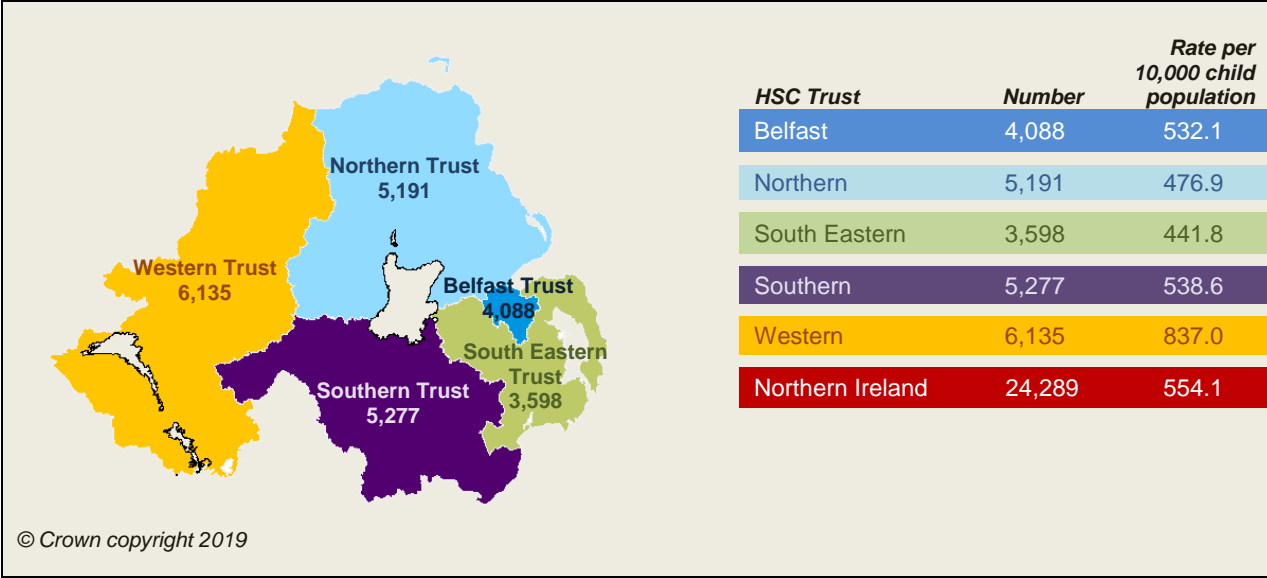 Northern Trust
5,191
Western Trust
6,135
Belfast Trust
4,088
South Eastern
Trust
3,598
Southern Trust
5,277
© Crown copyright 2019
Rate per
10,000 child
HSC Trust Number population
Belfast 4,088 532.1
Northern 5,191 476.9
South Eastern 3,598 441.8
Southern 5,277 538.6
Western 6,135 837.0
Northern Ireland 24,289 554.1